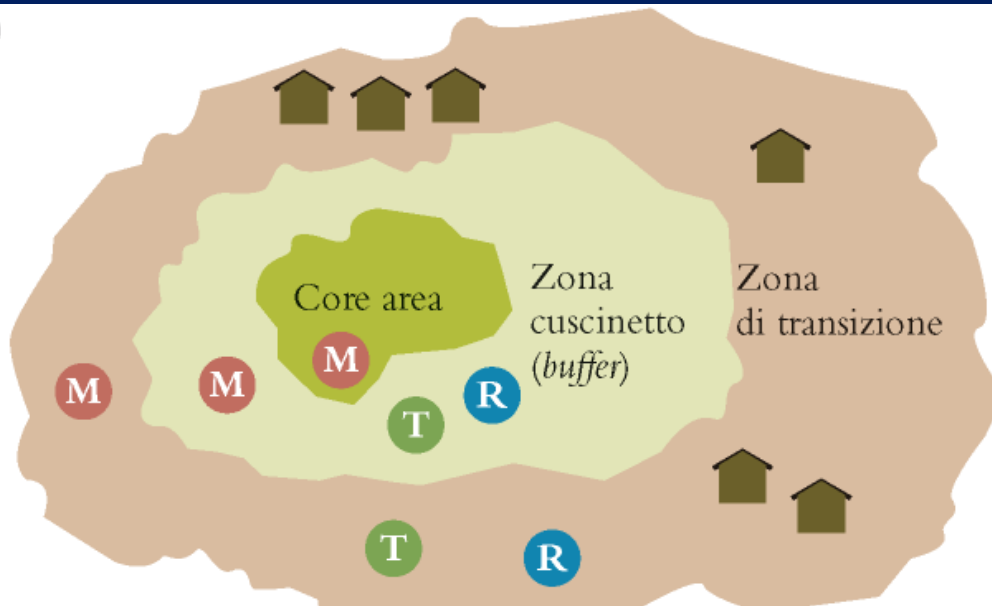 Core area
Zona
cuscinetto
(buffer)
Zona
di transizione
M
M
M
R
T
T
R